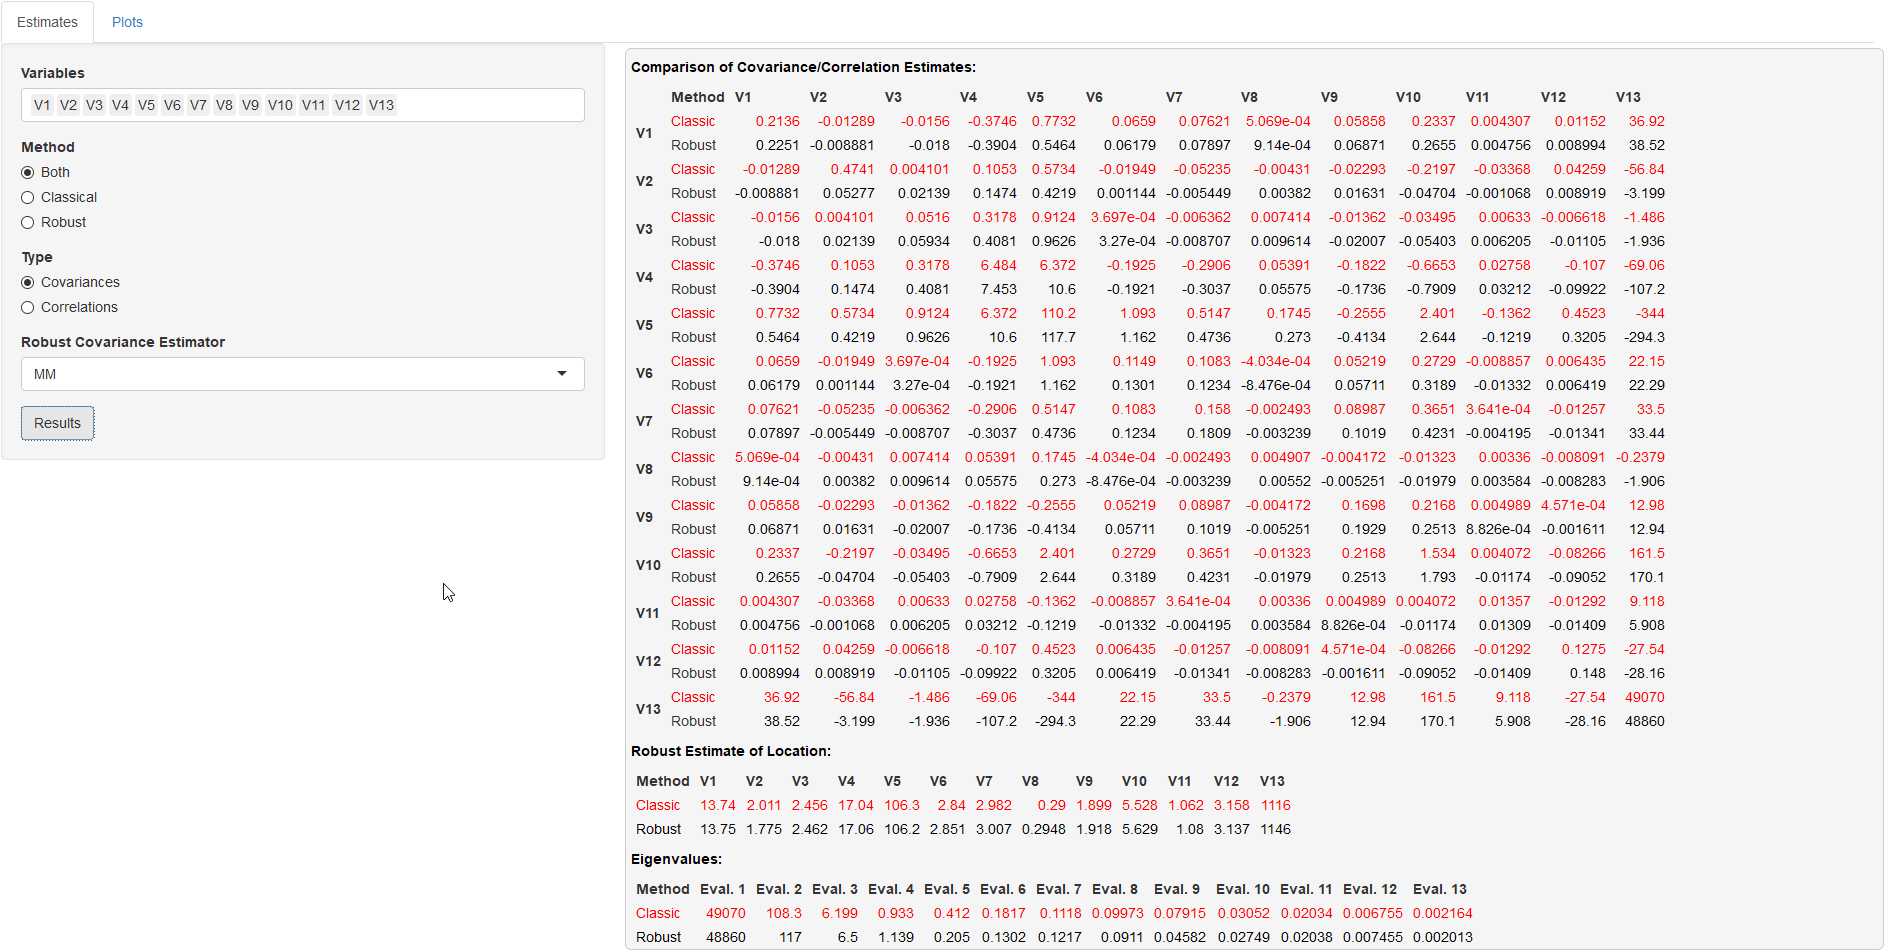 Estimates Plots
Variables
V1 V2 V3 V4 V5 V6 V7 V8 V9 V10 V11 V12 V13
Method
Both
Classical
Robust
Type
Covariances
Correlations
Robust Covariance Estimator
MM
Results
Comparison of Covariance/Correlation Estimates:
Method V1 V2 V3 V4 V5 V6 V7 V8 V9 V10 V11 V12 V13
V1
Classic 0.2136 -0.01289 -0.0156 -0.3746 0.7732 0.0659 0.07621 5.069e-04 0.05858 0.2337 0.004307 0.01152 36.92
Robust 0.2251 -0.008881 -0.018 -0.3904 0.5464 0.06179 0.07897 9.14e-04 0.06871 0.2655 0.004756 0.008994 38.52
V2
Classic -0.01289 0.4741 0.004101 0.1053 0.5734 -0.01949 -0.05235 -0.00431 -0.02293 -0.2197 -0.03368 0.04259 -56.84
Robust -0.008881 0.05277 0.02139 0.1474 0.4219 0.001144 -0.005449 0.00382 0.01631 -0.04704 -0.001068 0.008919 -3.199
V3
Classic -0.0156 0.004101 0.0516 0.3178 0.9124 3.697e-04 -0.006362 0.007414 -0.01362 -0.03495 0.00633 -0.006618 -1.486
Robust -0.018 0.02139 0.05934 0.4081 0.9626 3.27e-04 -0.008707 0.009614 -0.02007 -0.05403 0.006205 -0.01105 -1.936
V4
Classic -0.3746 0.1053 0.3178 6.484 6.372 -0.1925 -0.2906 0.05391 -0.1822 -0.6653 0.02758 -0.107 -69.06
Robust -0.3904 0.1474 0.4081 7.453 10.6 -0.1921 -0.3037 0.05575 -0.1736 -0.7909 0.03212 -0.09922 -107.2
V5
Classic 0.7732 0.5734 0.9124 6.372 110.2 1.093 0.5147 0.1745 -0.2555 2.401 -0.1362 0.4523 -344
Robust 0.5464 0.4219 0.9626 10.6 117.7 1.162 0.4736 0.273 -0.4134 2.644 -0.1219 0.3205 -294.3
V6
Classic 0.0659 -0.01949 3.697e-04 -0.1925 1.093 0.1149 0.1083 -4.034e-04 0.05219 0.2729 -0.008857 0.006435 22.15
Robust 0.06179 0.001144 3.27e-04 -0.1921 1.162 0.1301 0.1234 -8.476e-04 0.05711 0.3189 -0.01332 0.006419 22.29
V7
Classic 0.07621 -0.05235 -0.006362 -0.2906 0.5147 0.1083 0.158 -0.002493 0.08987 0.3651 3.641e-04 -0.01257 33.5
Robust 0.07897 -0.005449 -0.008707 -0.3037 0.4736 0.1234 0.1809 -0.003239 0.1019 0.4231 -0.004195 -0.01341 33.44
V8
Classic 5.069e-04 -0.00431 0.007414 0.05391 0.1745 -4.034e-04 -0.002493 0.004907 -0.004172 -0.01323 0.00336 -0.008091 -0.2379
Robust 9.14e-04 0.00382 0.009614 0.05575 0.273 -8.476e-04 -0.003239 0.00552 -0.005251 -0.01979 0.003584 -0.008283 -1.906
V9
Classic 0.05858 -0.02293 -0.01362 -0.1822 -0.2555 0.05219 0.08987 -0.004172 0.1698 0.2168 0.004989 4.571e-04 12.98
Robust 0.06871 0.01631 -0.02007 -0.1736 -0.4134 0.05711 0.1019 -0.005251 0.1929 0.2513 8.826e-04 -0.001611 12.94
V10
Classic 0.2337 -0.2197 -0.03495 -0.6653 2.401 0.2729 0.3651 -0.01323 0.2168 1.534 0.004072 -0.08266 161.5
Robust 0.2655 -0.04704 -0.05403 -0.7909 2.644 0.3189 0.4231 -0.01979 0.2513 1.793 -0.01174 -0.09052 170.1
V11
Classic 0.004307 -0.03368 0.00633 0.02758 -0.1362 -0.008857 3.641e-04 0.00336 0.004989 0.004072 0.01357 -0.01292 9.118
Robust 0.004756 -0.001068 0.006205 0.03212 -0.1219 -0.01332 -0.004195 0.003584 8.826e-04 -0.01174 0.01309 -0.01409 5.908
V12
Classic 0.01152 0.04259 -0.006618 -0.107 0.4523 0.006435 -0.01257 -0.008091 4.571e-04 -0.08266 -0.01292 0.1275 -27.54
Robust 0.008994 0.008919 -0.01105 -0.09922 0.3205 0.006419 -0.01341 -0.008283 -0.001611 -0.09052 -0.01409 0.148 -28.16
V13
Classic 36.92 -56.84 -1.486 -69.06 -344 22.15 33.5 -0.2379 12.98 161.5 9.118 -27.54 49070
Robust 38.52 -3.199 -1.936 -107.2 -294.3 22.29 33.44 -1.906 12.94 170.1 5.908 -28.16 48860
Robust Estimate of Location:
Method V1 V2 V3 V4 V5 V6 V7 V8 V9 V10 V11 V12 V13
Classic 13.74 2.011 2.456 17.04 106.3 2.84 2.982 0.29 1.899 5.528 1.062 3.158 1116
Robust 13.75 1.775 2.462 17.06 106.2 2.851 3.007 0.2948 1.918 5.629 1.08 3.137 1146
Eigenvalues:
Method Eval. 1 Eval. 2 Eval. 3 Eval. 4 Eval. 5 Eval. 6 Eval. 7 Eval. 8 Eval. 9 Eval. 10 Eval. 11 Eval. 12 Eval. 13
Classic 49070 108.3 6.199 0.933 0.412 0.1817 0.1118 0.09973 0.07915 0.03052 0.02034 0.006755 0.002164
Robust 48860 117 6.5 1.139 0.205 0.1302 0.1217 0.0911 0.04582 0.02749 0.02038 0.007455 0.002013